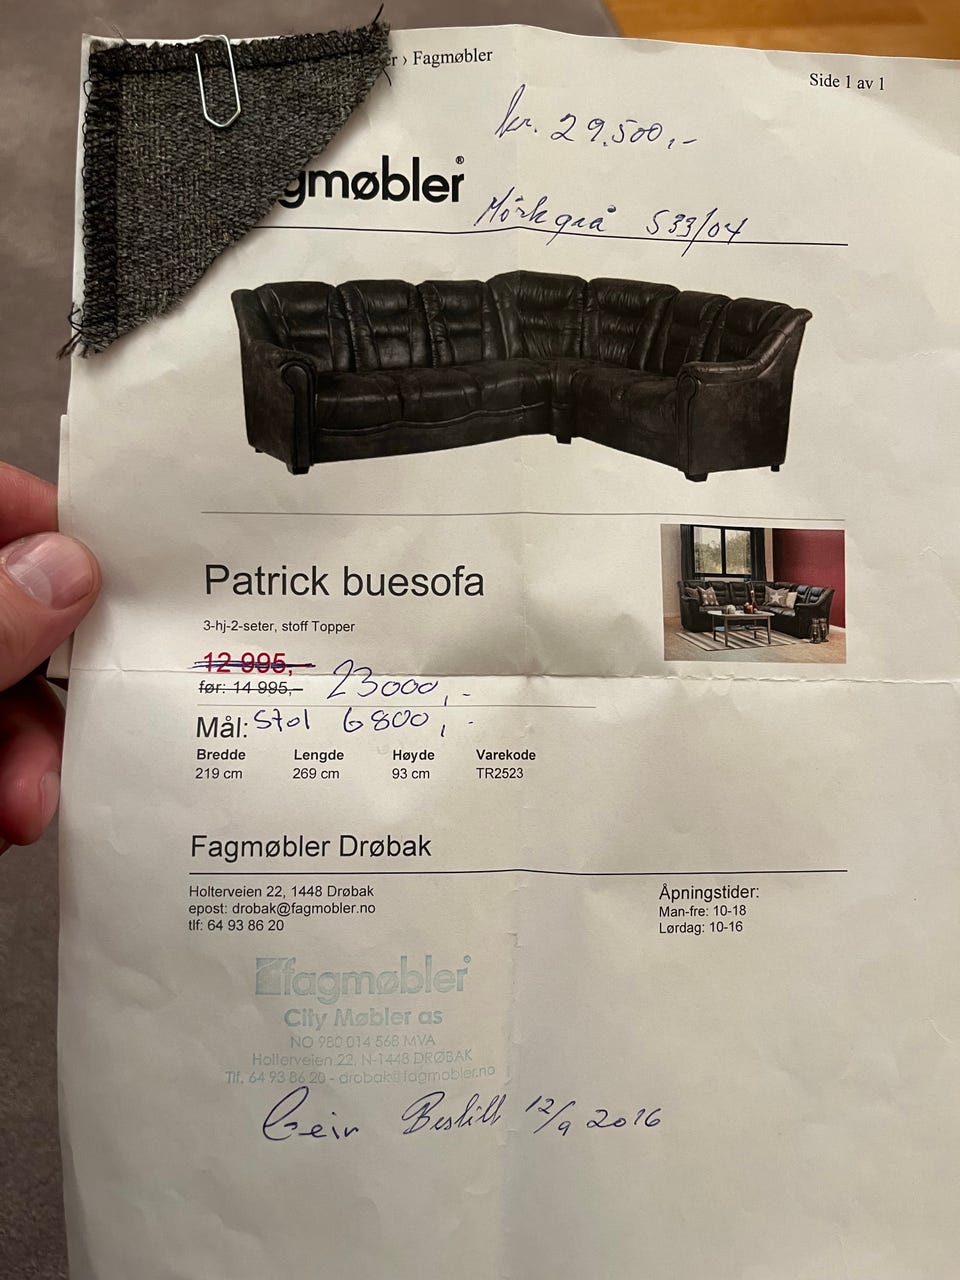 er › Fagmøbler
Side 1 av 1
kr. 29.500,-
gmøbler®
Mörk grå 533/04
Patrick buesofa
3-hj-2-seter, stoff Topper
12 995,-
før: 14 995,- 23000,-
Mål: Stol 6800,-
Bredde Lengde Høyde Varekode
219 cm 269 cm 93 cm TR2523
Fagmøbler Drøbak
Holterveien 22, 1448 Drøbak
epost: drobak@fagmobler.no
tlf: 64 93 86 20
Åpningstider:
Man-fre: 10-18
Lørdag: 10-16
fagmøbler®
City Møbler as
NO 980 014 568 MVA
Holterveien 22, N-1448 DRØBAK
Tlf. 64 93 86 20 - drobak@fagmobler.no
Geir Bestilt 12/9 2016